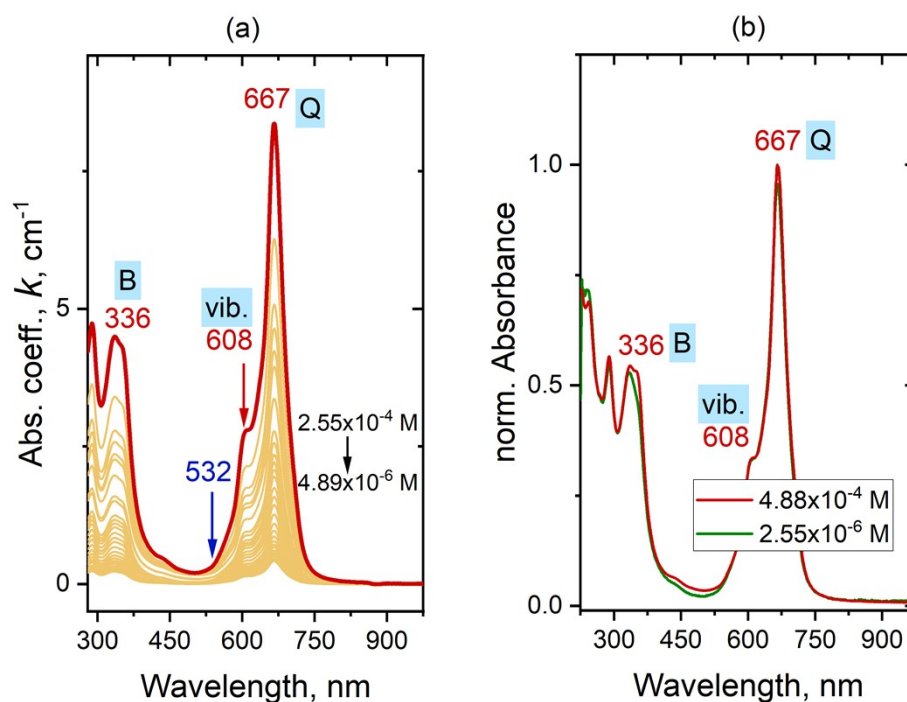 (a)
667 Q
B
336
vib.
608
532
2.55x10⁻⁴ M
4.89x10⁻⁶ M
5
0
300 450 600 750 900
Abs. coeff., k, cm⁻¹
Wavelength, nm
(b)
667 Q
336 B
vib.
608
4.88x10⁻⁴ M
2.55x10⁻⁶ M
1.0
0.5
0.0
300 450 600 750 900
norm. Absorbance
Wavelength, nm